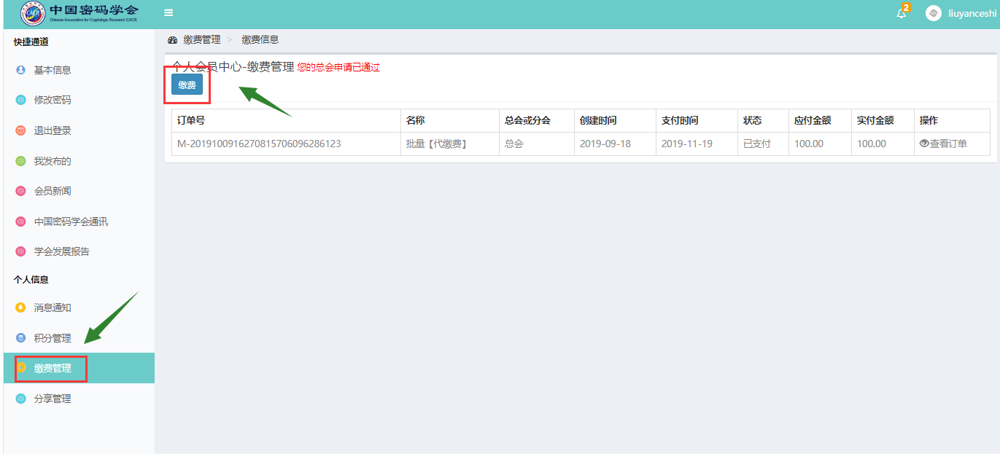 中国密码学会
Chinese Association for Cryptologic Research CACR
2
liuyanceshi
快捷通道
基本信息
修改密码
退出登录
我发布的
会员新闻
中国密码学会通讯
学会发展报告
个人信息
消息通知
积分管理
缴费管理
分享管理
缴费管理 > 缴费信息
个人会员中心-缴费管理 您的总会申请已通过
缴费
订单号 名称 总会或分会 创建时间 支付时间 状态 应付金额 实付金额 操作
M-20191009162708157060962​86123 批量【代缴费】 总会 2019-09-18 2019-11-19 已支付 100.00 100.00 查看订单